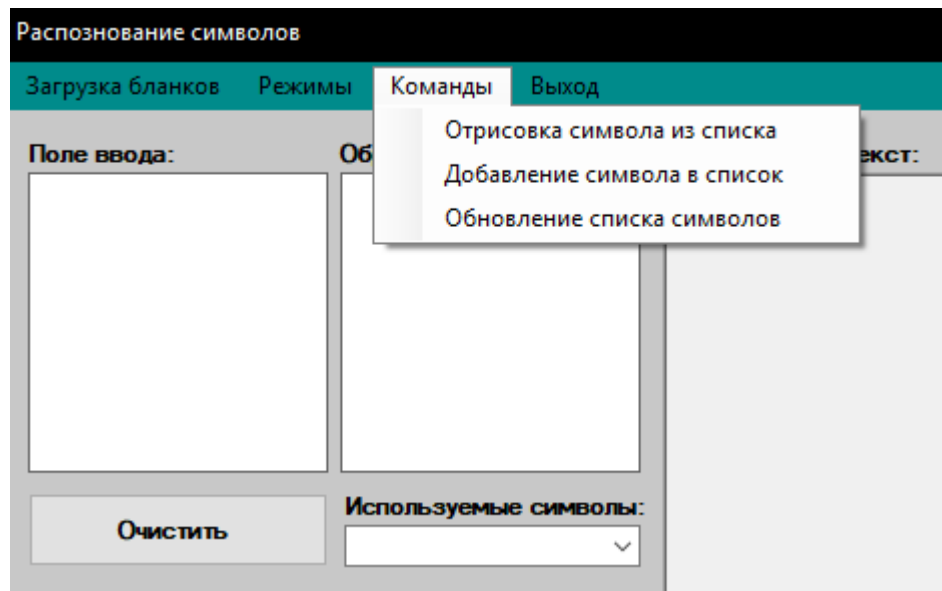 Распознование символов
Загрузка бланков Режимы Команды Выход
Отрисовка символа из списка
Добавление символа в список
Обновление списка символов
Поле ввода:
Используемые символы:
Очистить